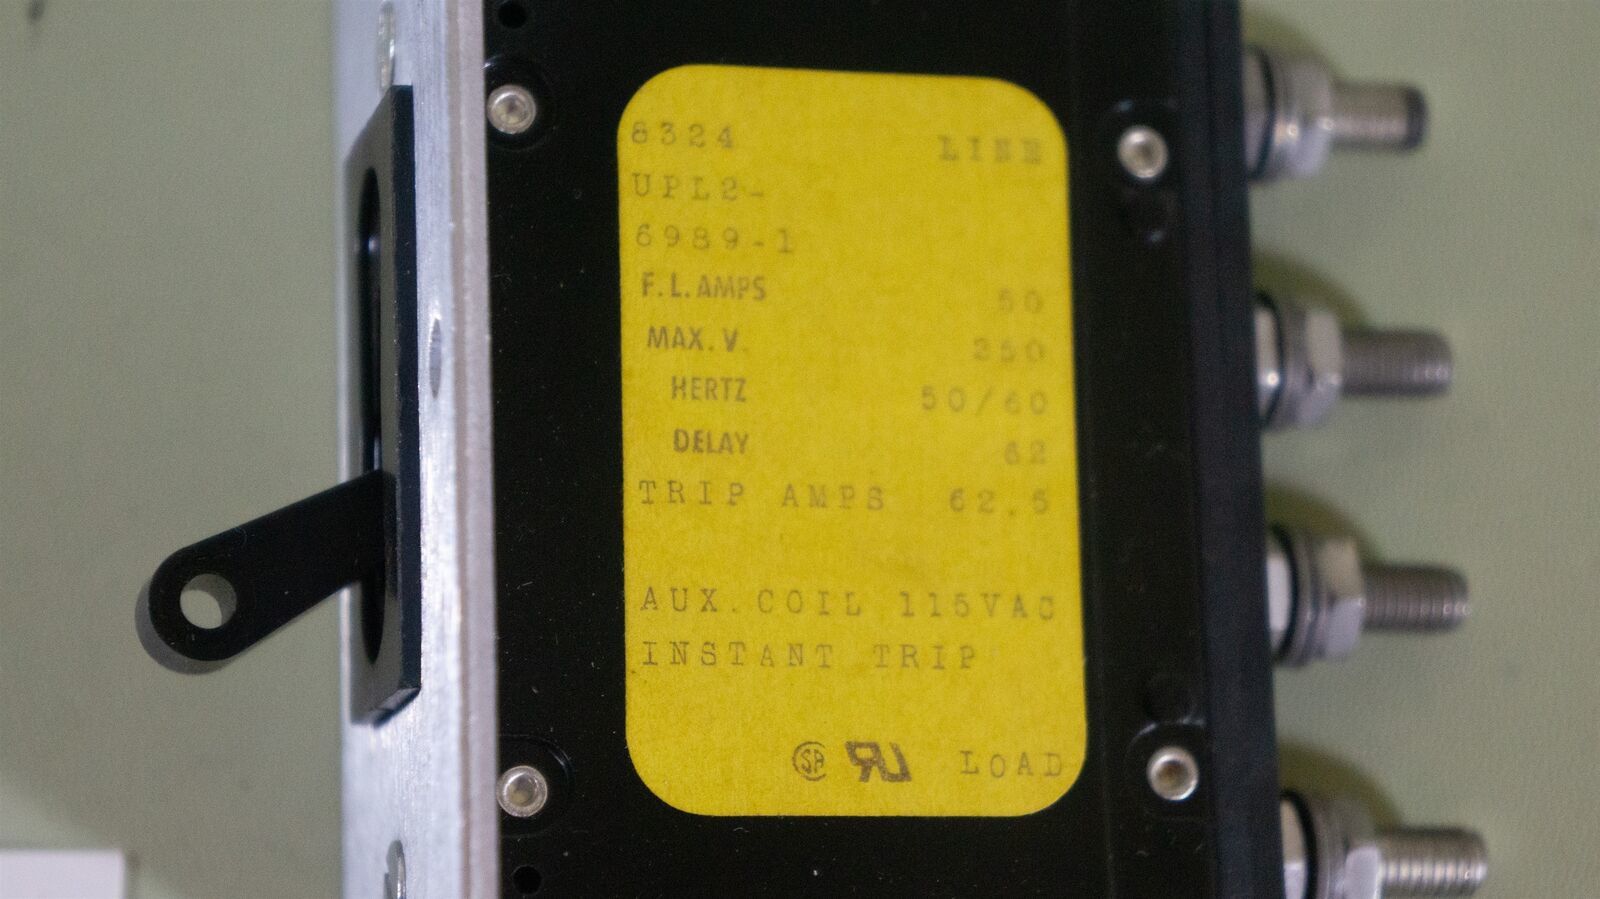 8324 LINE
UPL2-
6989-1
F.L. AMPS 50
MAX. V. 250
HERTZ 50/60
DELAY 62
TRIP AMPS 62.5
AUX. COIL 115VAC
INSTANT TRIP
LOAD